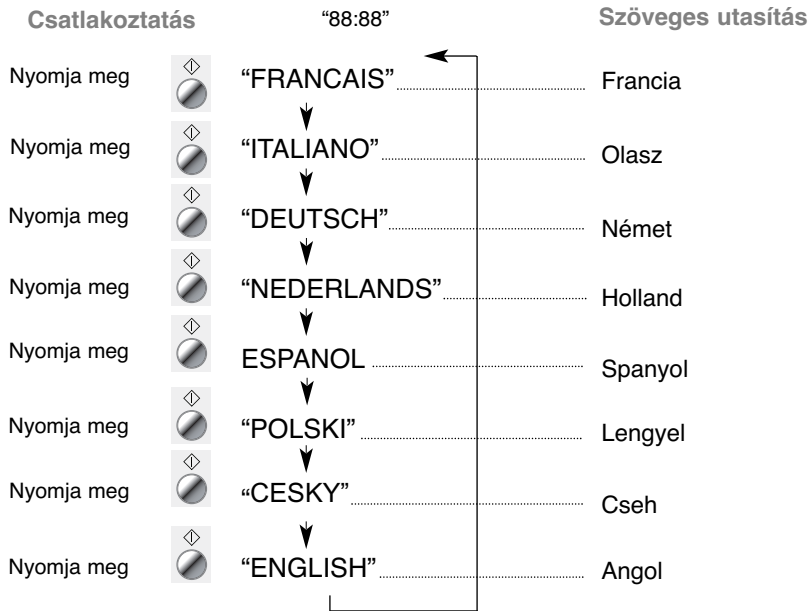 Csatlakoztatás “88:88” Szöveges utasítás
Nyomja meg “FRANCAIS” Francia
Nyomja meg “ITALIANO” Olasz
Nyomja meg “DEUTSCH” Német
Nyomja meg “NEDERLANDS” Holland
Nyomja meg ESPANOL Spanyol
Nyomja meg “POLSKI” Lengyel
Nyomja meg “CESKY” Cseh
Nyomja meg “ENGLISH” Angol